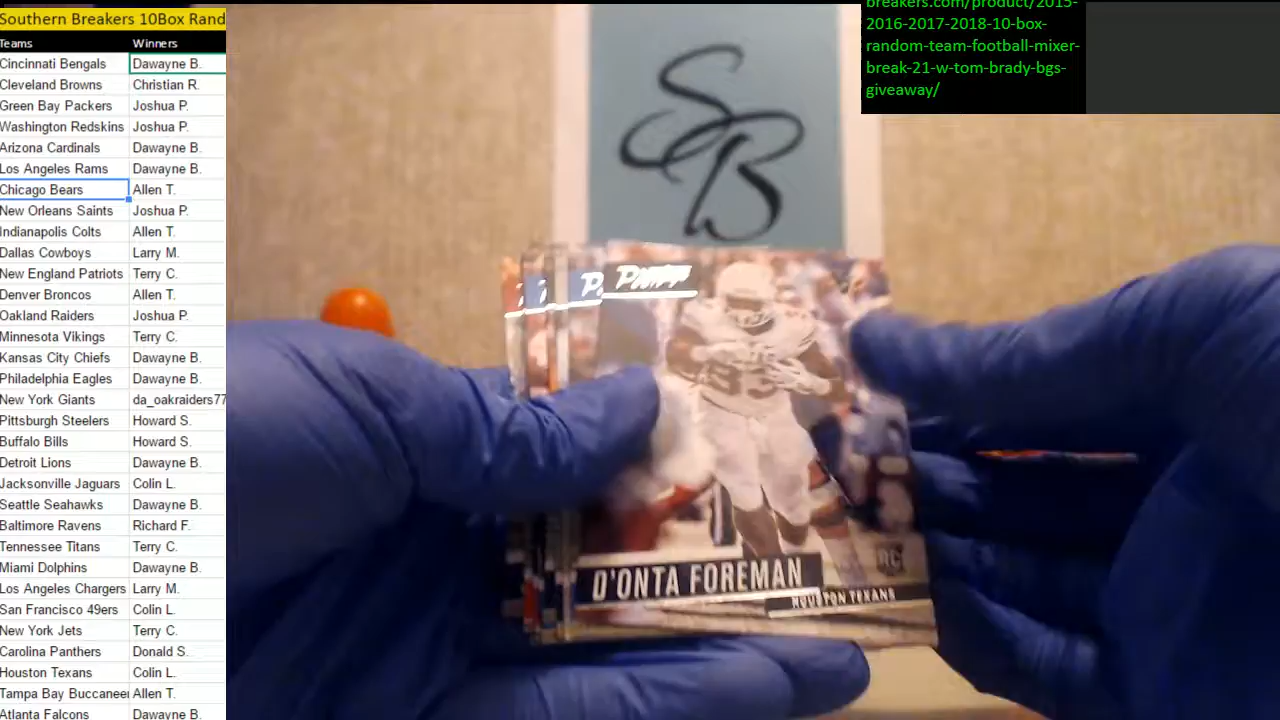 Southern Breakers 10Box Rand
Teams Winners
Cincinnati Bengals Dawayne B.
Cleveland Browns Christian R.
Green Bay Packers Joshua P.
Washington Redskins Joshua P.
Arizona Cardinals Dawayne B.
Los Angeles Rams Dawayne B.
Chicago Bears Allen T.
New Orleans Saints Joshua P.
Indianapolis Colts Allen T.
Dallas Cowboys Larry M.
New England Patriots Terry C.
Denver Broncos Allen T.
Oakland Raiders Joshua P.
Minnesota Vikings Terry C.
Kansas City Chiefs Dawayne B.
Philadelphia Eagles Dawayne B.
New York Giants da_oakraiders77
Pittsburgh Steelers Howard S.
Buffalo Bills Howard S.
Detroit Lions Dawayne B.
Jacksonville Jaguars Colin L.
Seattle Seahawks Dawayne B.
Baltimore Ravens Richard F.
Tennessee Titans Terry C.
Miami Dolphins Dawayne B.
Los Angeles Chargers Larry M.
San Francisco 49ers Colin L.
New York Jets Terry C.
Carolina Panthers Donald S.
Houston Texans Colin L.
Tampa Bay Buccaneer Allen T.
Atlanta Falcons Dawayne B.
breakers.com/product/2015-
2016-2017-2018-10-box-
random-team-football-mixer-
break-21-w-tom-brady-bgs-
giveaway/
SB
P
RC
D'ONTA FOREMAN
HOUSTON TEXANS